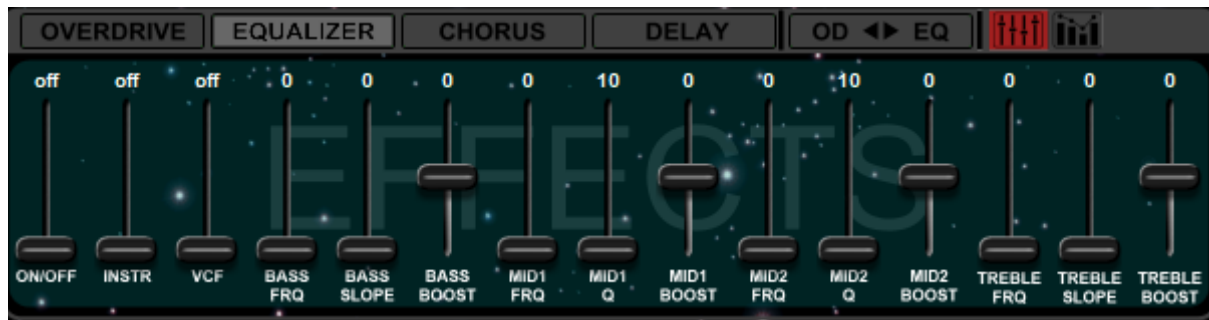 OVERDRIVE EQUALIZER CHORUS DELAY OD ◀▶ EQ
off off off 0 0 0 0 10 0 0 10 0 0 0 0
EFFECTS
ON/OFF INSTR VCF BASS BASS BASS MID1 MID1 MID1 MID2 MID2 MID2 TREBLE TREBLE TREBLE
FRQ SLOPE BOOST FRQ Q BOOST FRQ Q BOOST FRQ SLOPE BOOST